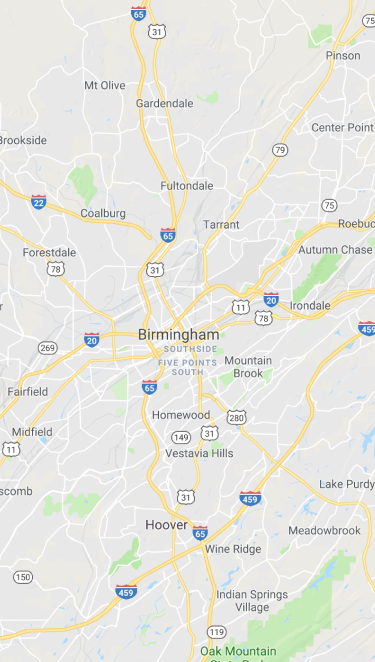 65
31
75
Pinson
Mt Olive
Gardendale
Brookside
Center Point
79
22
Fultondale
75
Coalburg
Tarrant
Roebuc
65
Autumn Chase
Forestdale
78
31
20
11
Irondale
78
Birmingham
459
20
269
SOUTHSIDE
FIVE POINTS
SOUTH
Mountain
Brook
65
Fairfield
Homewood
280
Midfield
149
31
11
Vestavia Hills
Lake Purdy
scomb
31
459
Hoover
65
Meadowbrook
Wine Ridge
150
459
Indian Springs
Village
119
Oak Mountain